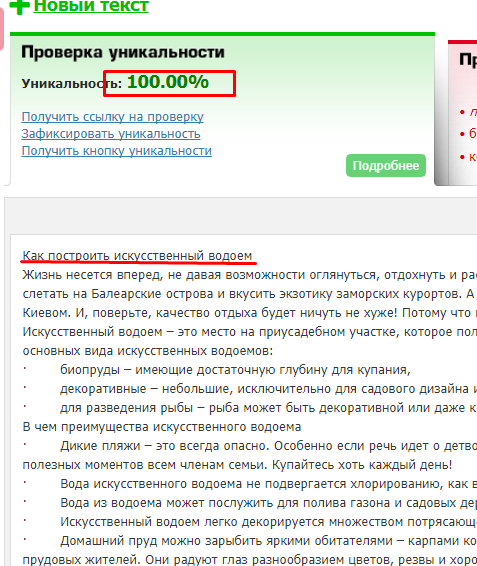 Новый текст
Проверка уникальности
Уникальность: 100.00%
Получить ссылку на проверку
Зафиксировать уникальность
Получить кнопку уникальности
Подробнее
Как построить искусственный водоем
Жизнь несется вперед, не давая возможности оглянуться, отдохнуть и
слетать на Балеарские острова и вкусить экзотику заморских курортов. А
Киевом. И, поверьте, качество отдыха будет ничуть не хуже! Потому что
Искусственный водоем – это место на приусадебном участке, которое
основных вида искусственных водоемов:
· биопруды – имеющие достаточную глубину для купания,
· декоративные – небольшие, исключительно для садового дизайна
· для разведения рыбы – рыба может быть декоративной или даже
В чем преимущества искусственного водоема
· Дикие пляжи – это всегда опасно. Особенно если речь идет о
полезных моментов всем членам семьи. Купайтесь хоть каждый день!
· Вода искусственного водоема не подвергается хлорированию, как
· Вода из водоема может послужить для полива газона и садовых
· Искусственный водоем легко декорируется множеством
· Домашний пруд можно зарыбить яркими обитателями – карпами
прудовых жителей. Они радуют глаз разнообразием цветов, резвы и